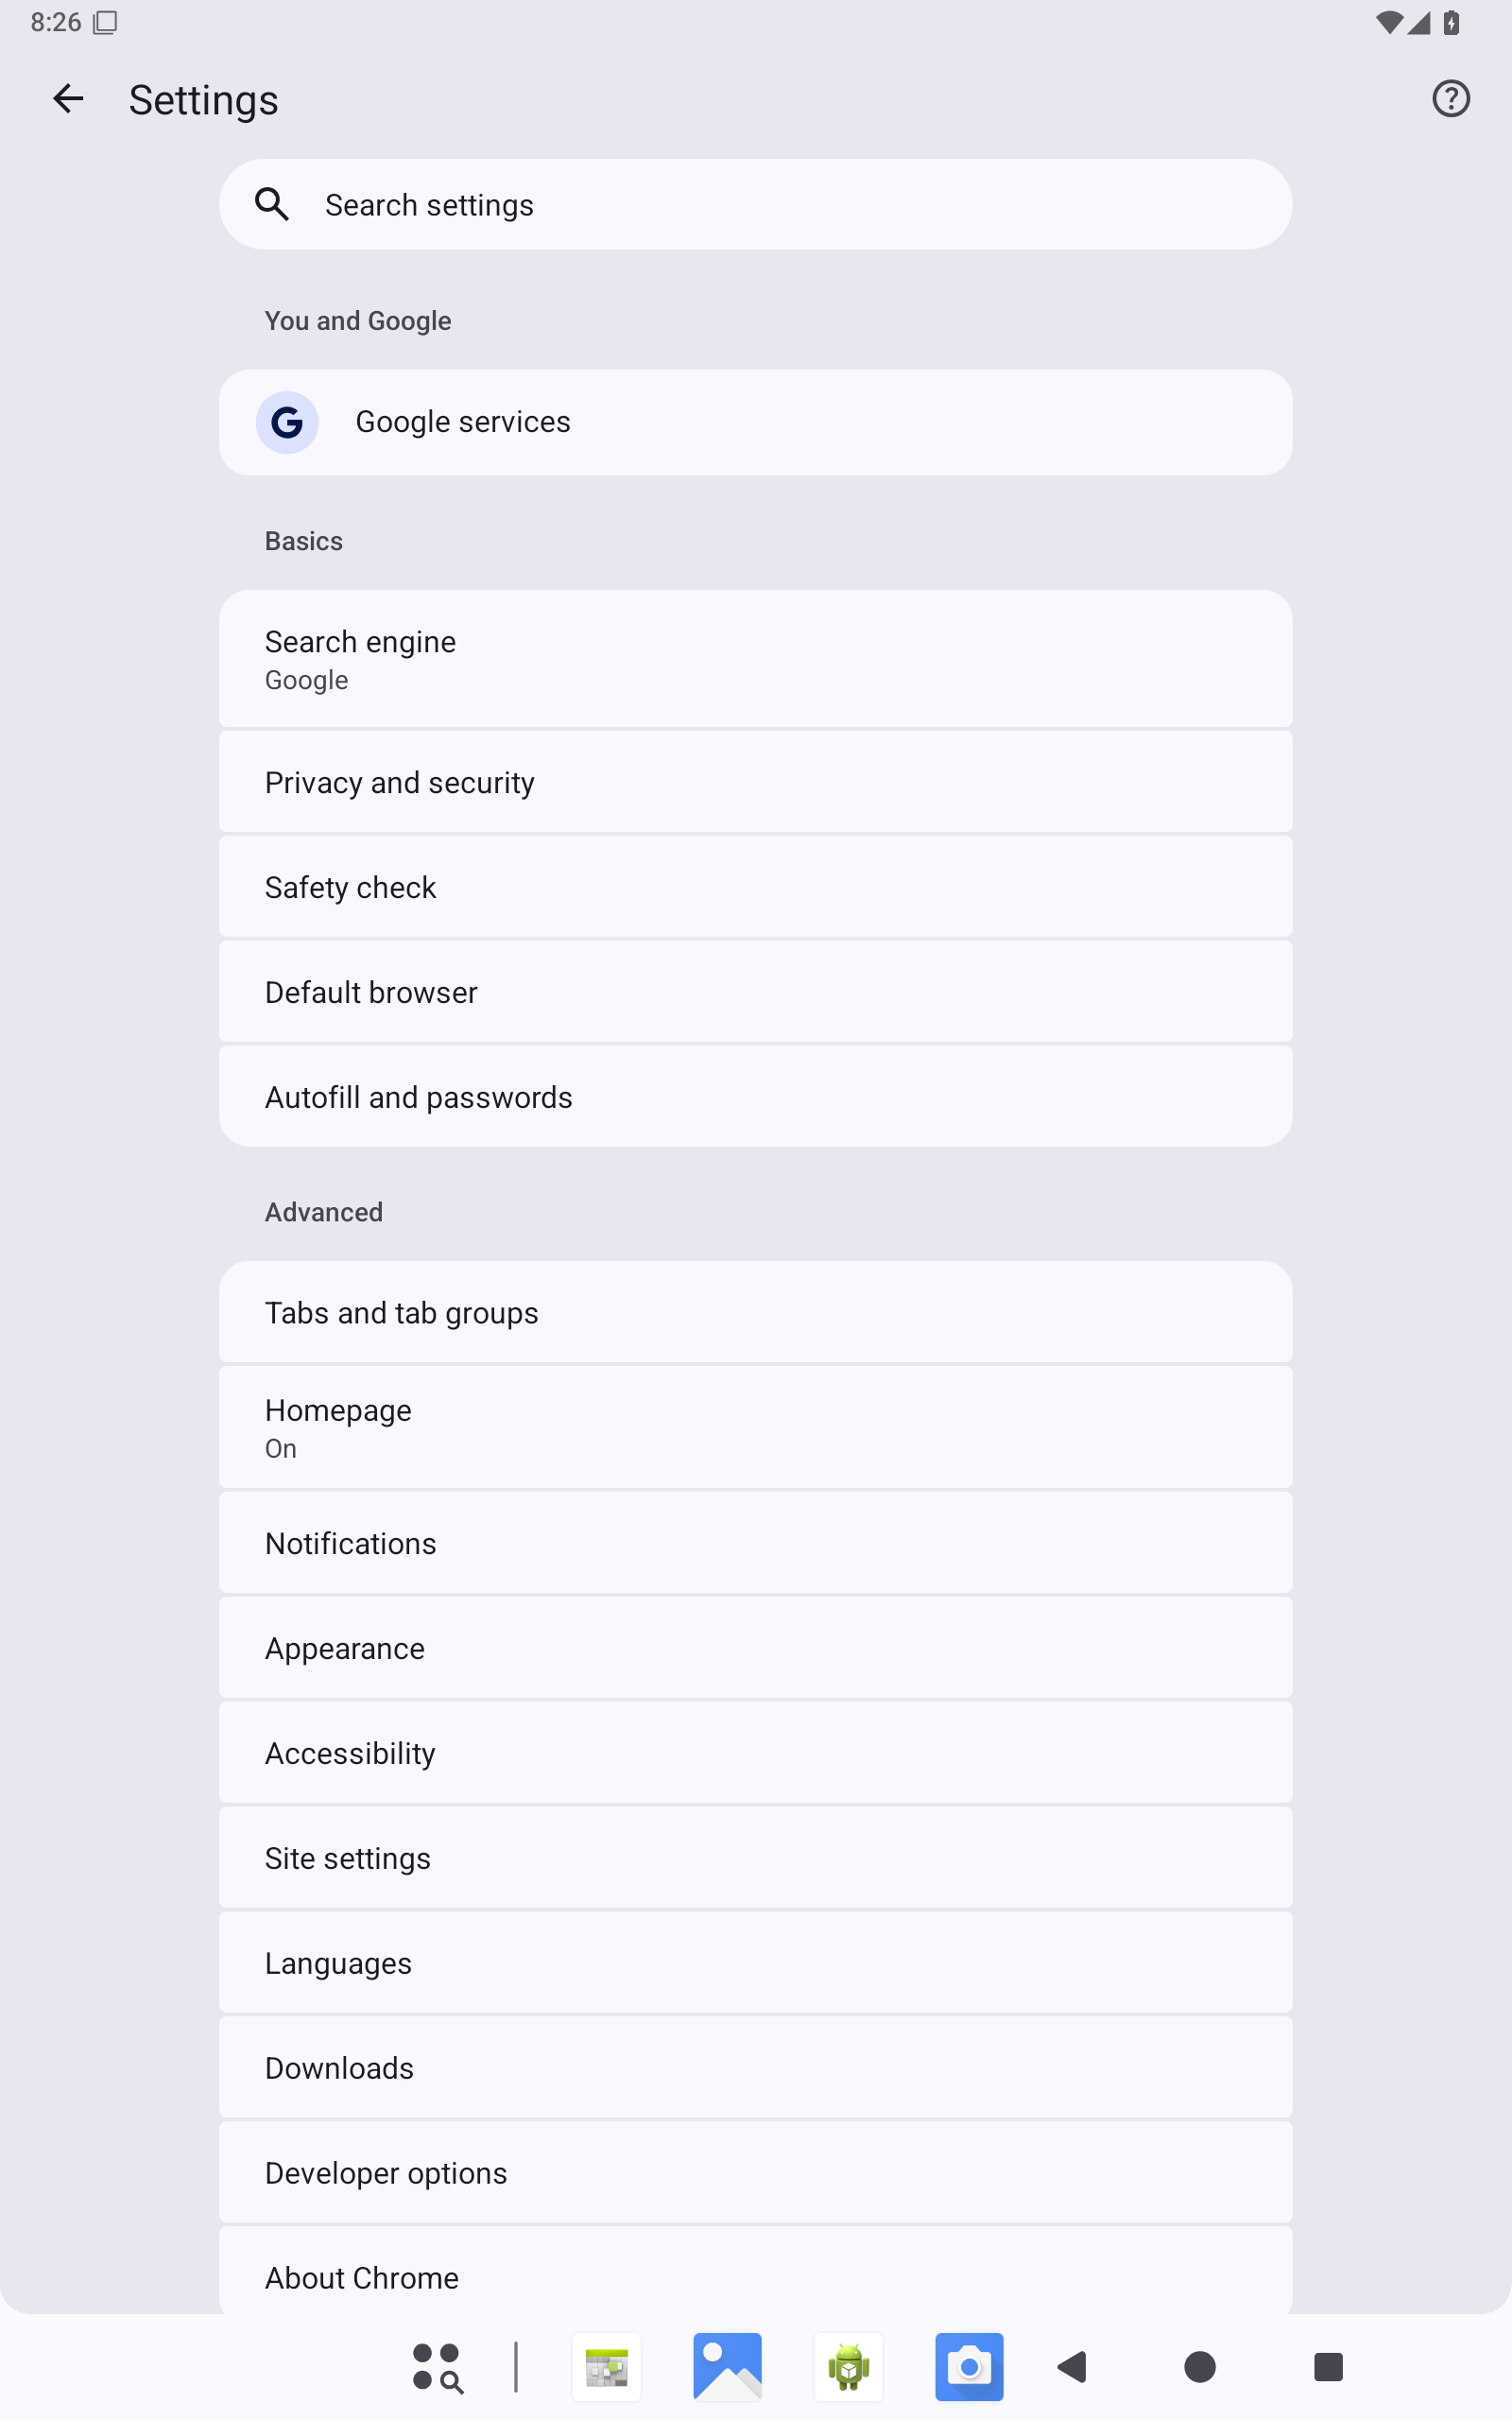 8:26
Settings
Search settings
You and Google
Google services
Basics
Search engine
Google
Privacy and security
Safety check
Default browser
Autofill and passwords
Advanced
Tabs and tab groups
Homepage
On
Notifications
Appearance
Accessibility
Site settings
Languages
Downloads
Developer options
About Chrome